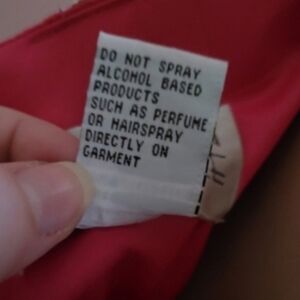 DO NOT SPRAY
ALCOHOL BASED
PRODUCTS
SUCH AS PERFUME
OR HAIRSPRAY
DIRECTLY ON
GARMENT